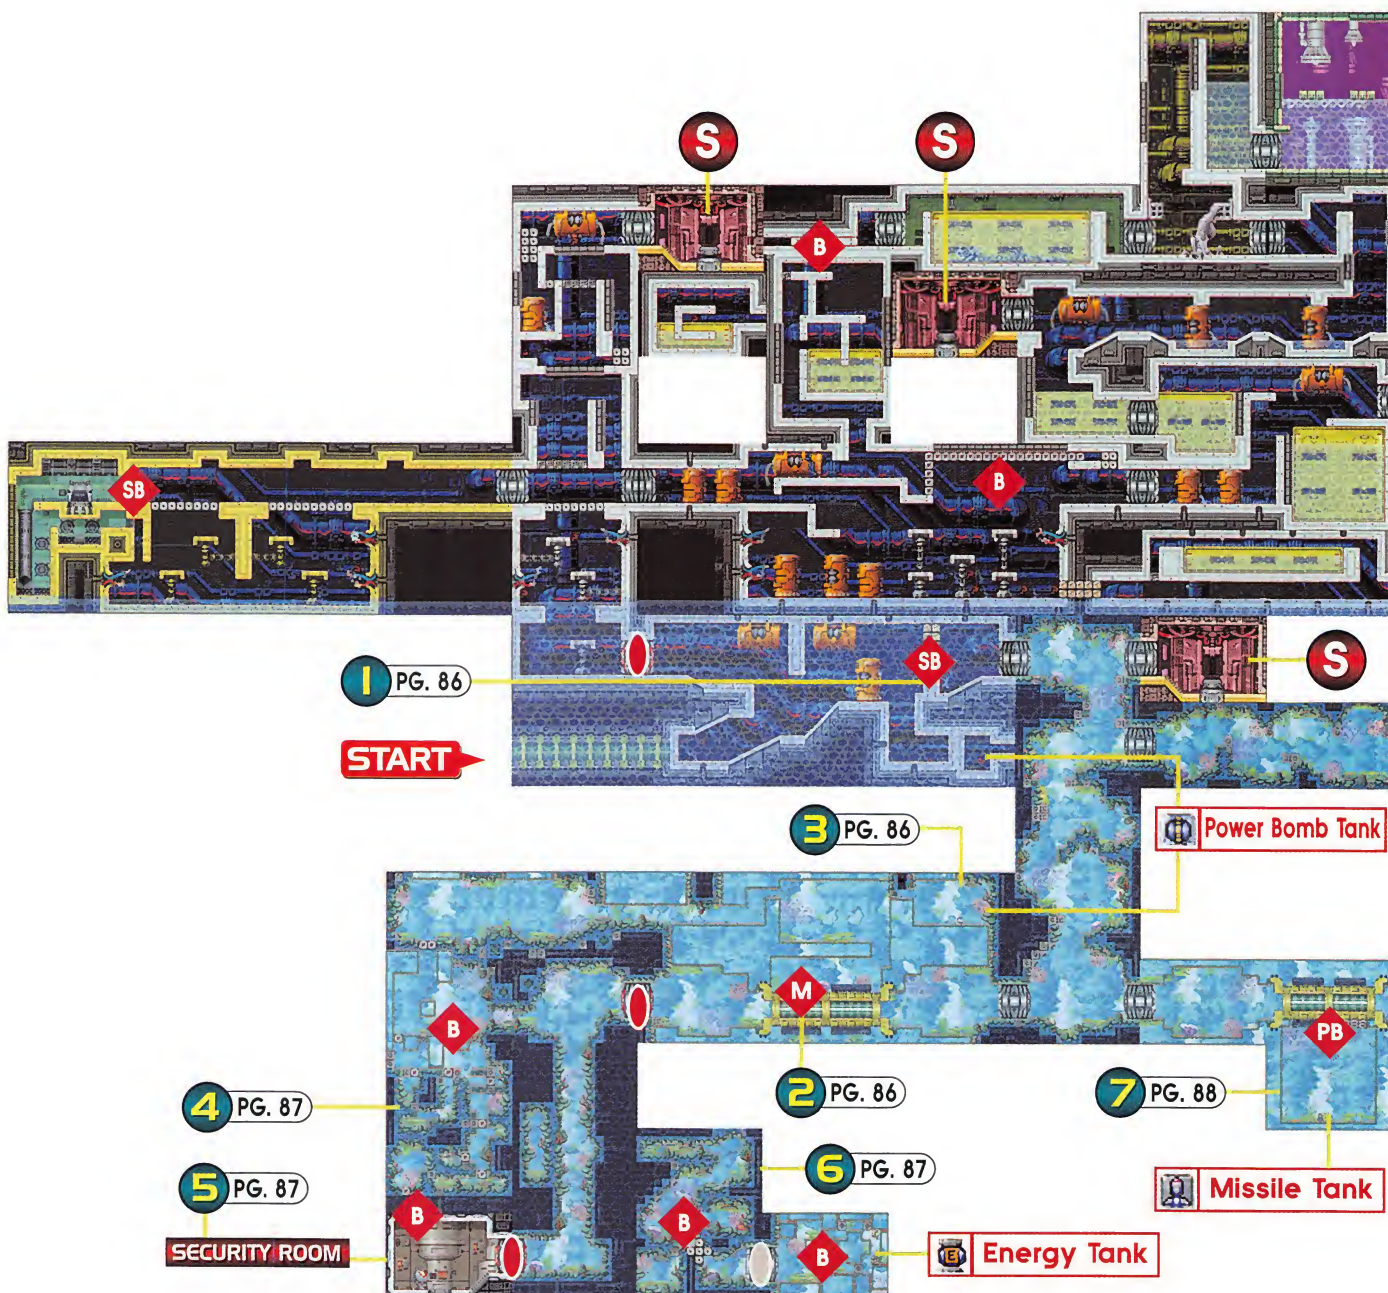 S
S
B
SB
B
SB
1 PG. 86
S
START
3 PG. 86
Power Bomb Tank
M
B
PB
4 PG. 87
2 PG. 86
7 PG. 88
5 PG. 87
6 PG. 87
Missile Tank
B
B
SECURITY ROOM
B
E Energy Tank